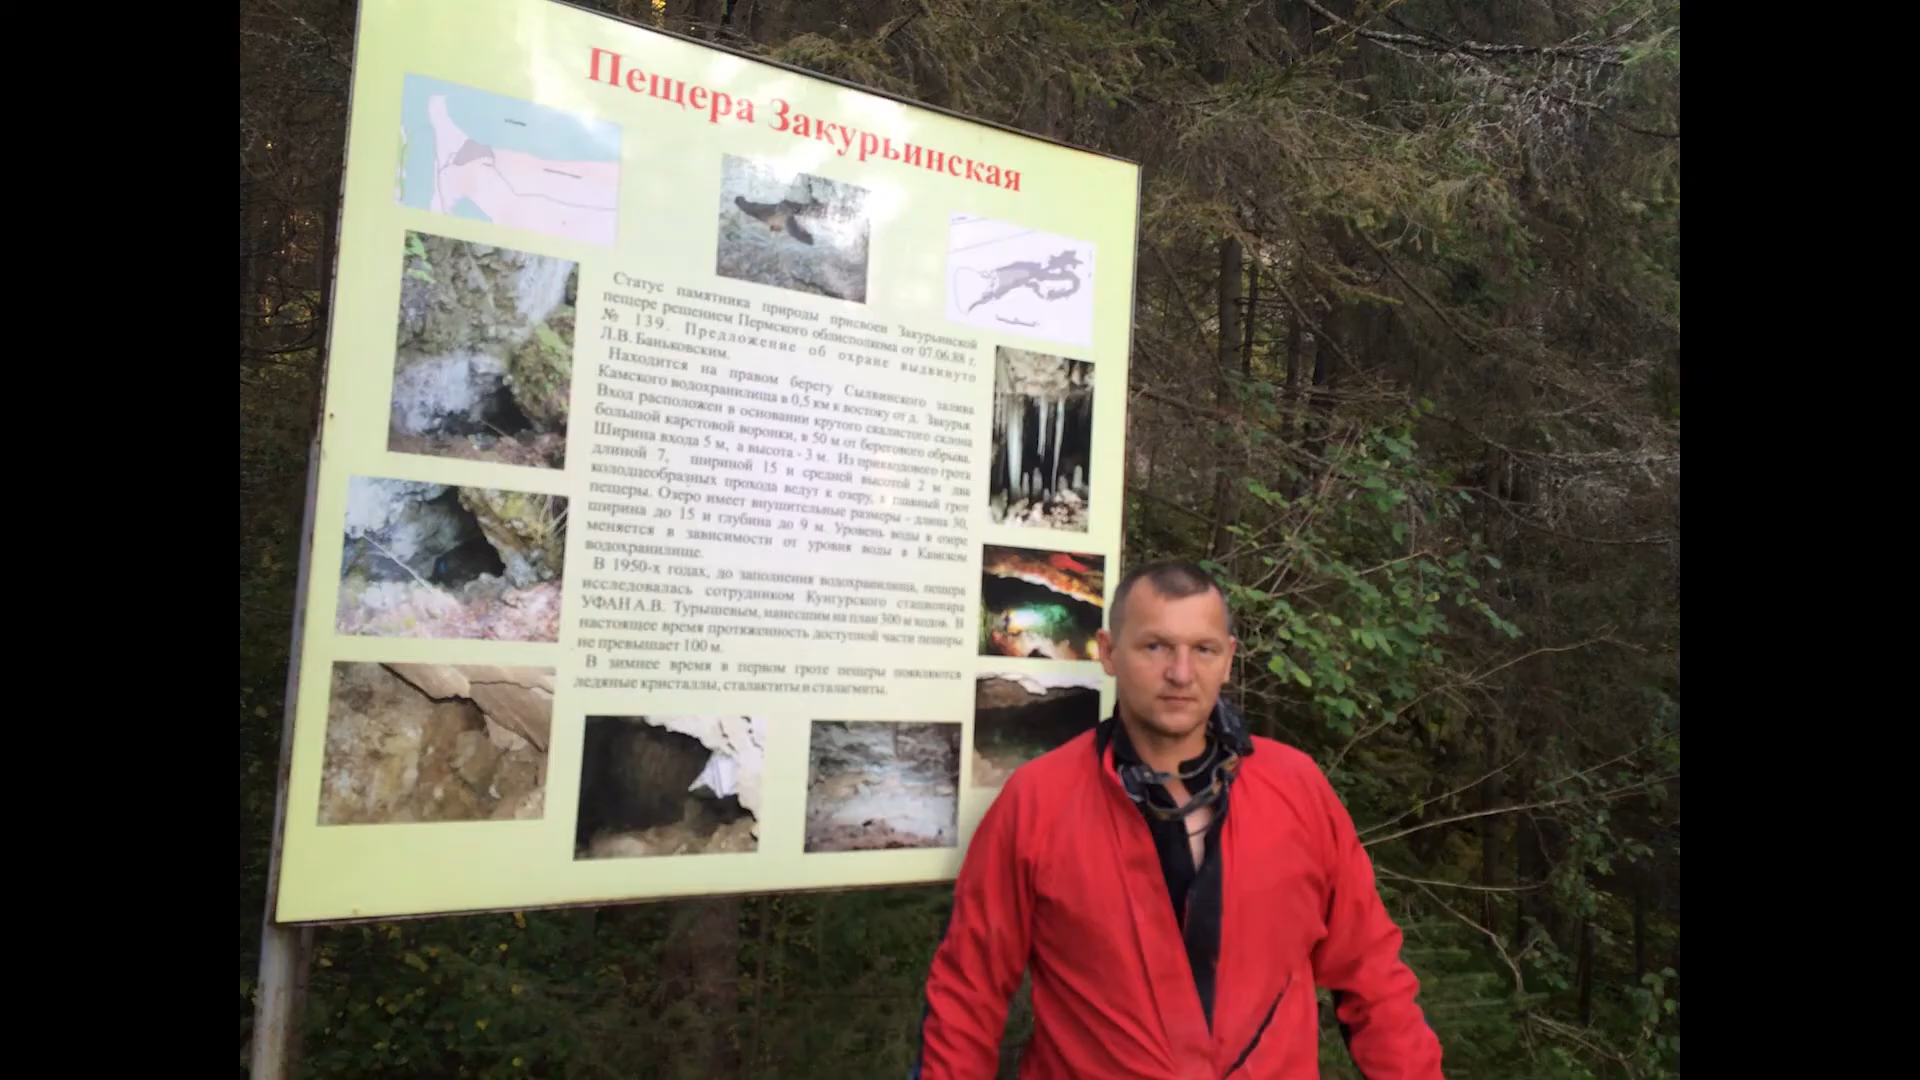 Пещера Закурьинская
Статус памятника природы присвоен Закурьинской
пещере решением Пермского облисполкома от 07.06.88 г.
№ 139. Предложение об охране выдвинуто
Л.В. Баньковским.
Находится на правом берегу Сылвинского залива
Камского водохранилища в 0,5 км к востоку от д. Закурья.
Вход расположен в основании крутого скалистого склона
большой карстовой воронки, в 50 м от берегового обрыва.
Ширина входа 5 м, а высота - 3 м. Из привходового грота
длиной 7, шириной 15 и средней высотой 2 м два
колодцеобразных прохода ведут к озеру, в главный грот
пещеры. Озеро имеет внушительные размеры - длина 30,
ширина до 15 и глубина до 9 м. Уровень воды в озере
меняется в зависимости от уровня воды в Камском
водохранилище.
В 1950-х годах, до заполнения водохранилища, пещера
исследовалась сотрудником Кунгурского стационара
УФАН А.В. Турышевым, нанесшим на план 300 м ходов. В
настоящее время протяженность доступной части пещеры
не превышает 100 м.
В зимнее время в первом гроте пещеры появляются
ледяные кристаллы, сталактиты и сталагмиты.